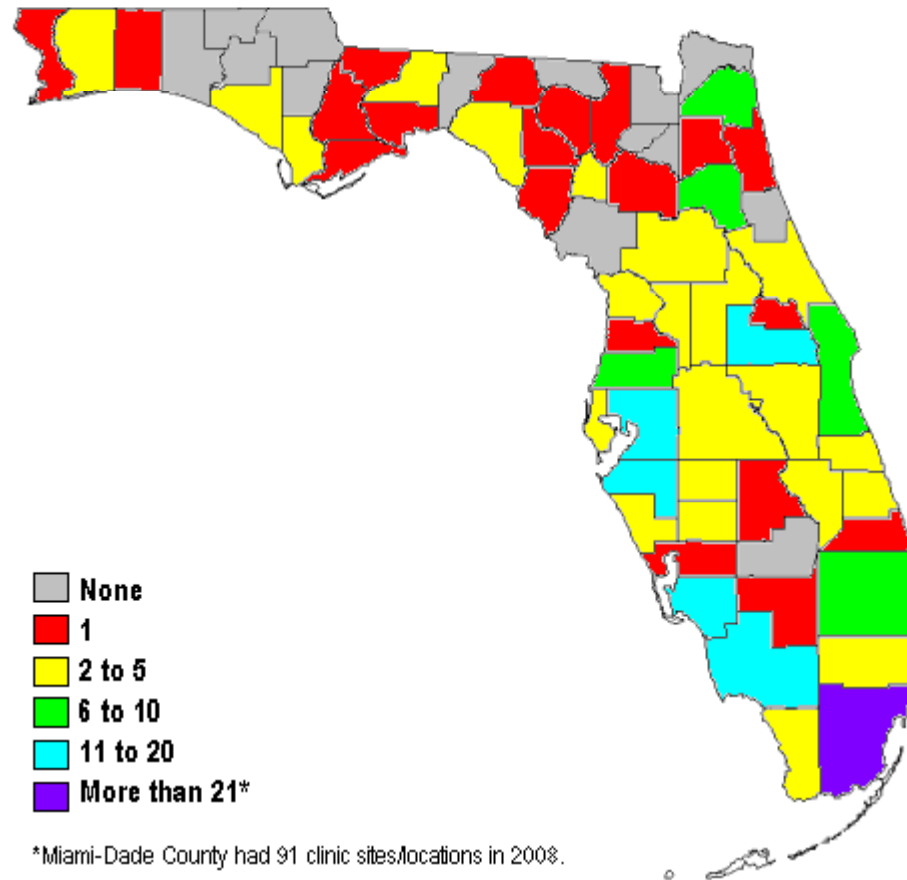 None
1
2 to 5
6 to 10
11 to 20
More than 21*
*Miami-Dade County had 91 clinic sites/locations in 2008.